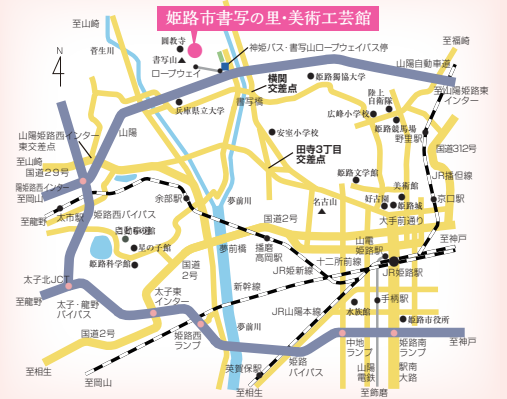 姫路市書写の里・美術工芸館
至山崎
至福崎
圓教寺
菅生川
書写山
ロープウェイ
神姫バス・書写山ロープウェイバス停
山陽自動車道
N
横関
交差点
姫路獨協大学
至山陽姫路東
インター
書写橋
陸上
自衛隊
兵庫県立大学
広峰小学校
山陽
姫路競馬場
安室小学校
野里駅
山陽姫路西インター
東交差点
田寺3丁目
交差点
国道312号
至山崎
国道29号
JR播但線
姫路文学館
山陽姫路西インター
至岡山
美術館
余部駅
夢前川
名古山
好古園
姫路城
京口駅
至龍野
太市駅
姫路西バイパス
国道2号
大手前通り
星の子館
夢前橋
播磨
高岡駅
山電
姫路駅
至神戸
姫路科学館
国道
2号
十二所前線
JR姫新線
JR姫路駅
太子北JCT
新幹線
至龍野
太子・龍野
バイパス
太子東
インター
手柄駅
JR山陽本線
水族館
夢前川
姫路市役所
国道2号
姫路西
ランプ
中地
ランプ
姫路南
ランプ
至神戸
至相生
英賀保駅
姫路
バイパス
山陽
電鉄
駅南
大路
至岡山
至相生
至飾磨